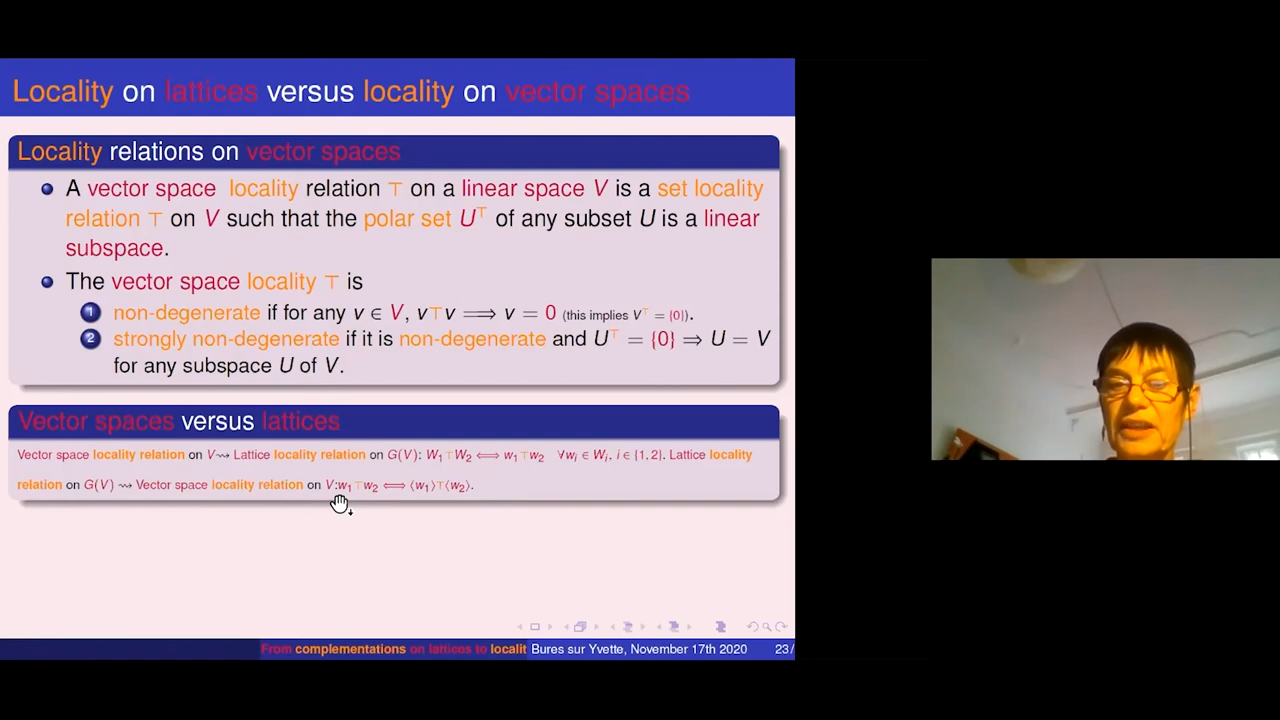 Locality on lattices versus locality on vector spaces
Locality relations on vector spaces
A vector space locality relation ⊤ on a linear space V is a set locality
relation ⊤ on V such that the polar set U⊤ of any subset U is a linear
subspace.
The vector space locality ⊤ is
1 non-degenerate if for any v ∈ V, v⊤v ⟹ v = 0 (this implies V⊤ = {0}).
2 strongly non-degenerate if it is non-degenerate and U⊤ = {0} ⇒ U = V
for any subspace U of V.
Vector spaces versus lattices
Vector space locality relation on V⇝ Lattice locality relation on G(V): W₁⊤W₂ ⟺ w₁⊤w₂ ∀wᵢ ∈ Wᵢ, i ∈ {1, 2}. Lattice locality
relation on G(V) ⇝ Vector space locality relation on V:w₁⊤w₂ ⟺ ⟨w₁⟩⊤⟨w₂⟩.
From complementations on lattices to localit Bures sur Yvette, November 17th 2020 23/